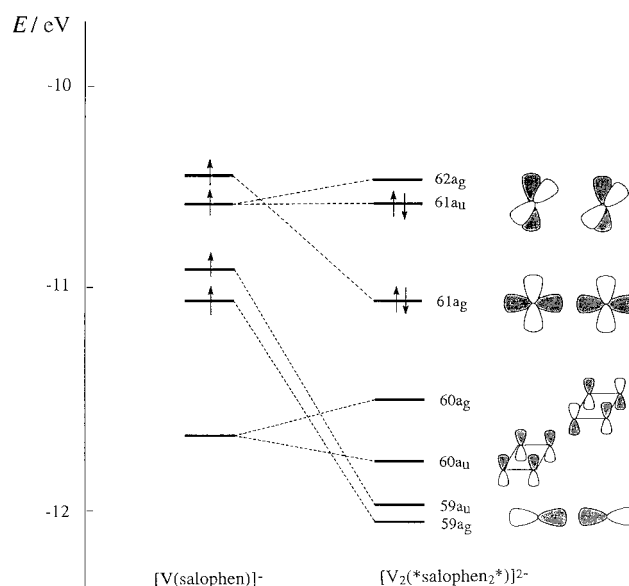 E / eV
-10
62ag
61au
-11
61ag
60ag
60au
59au
-12
59ag
[V(salophen)]-
[V2(*salophen2*)]2-